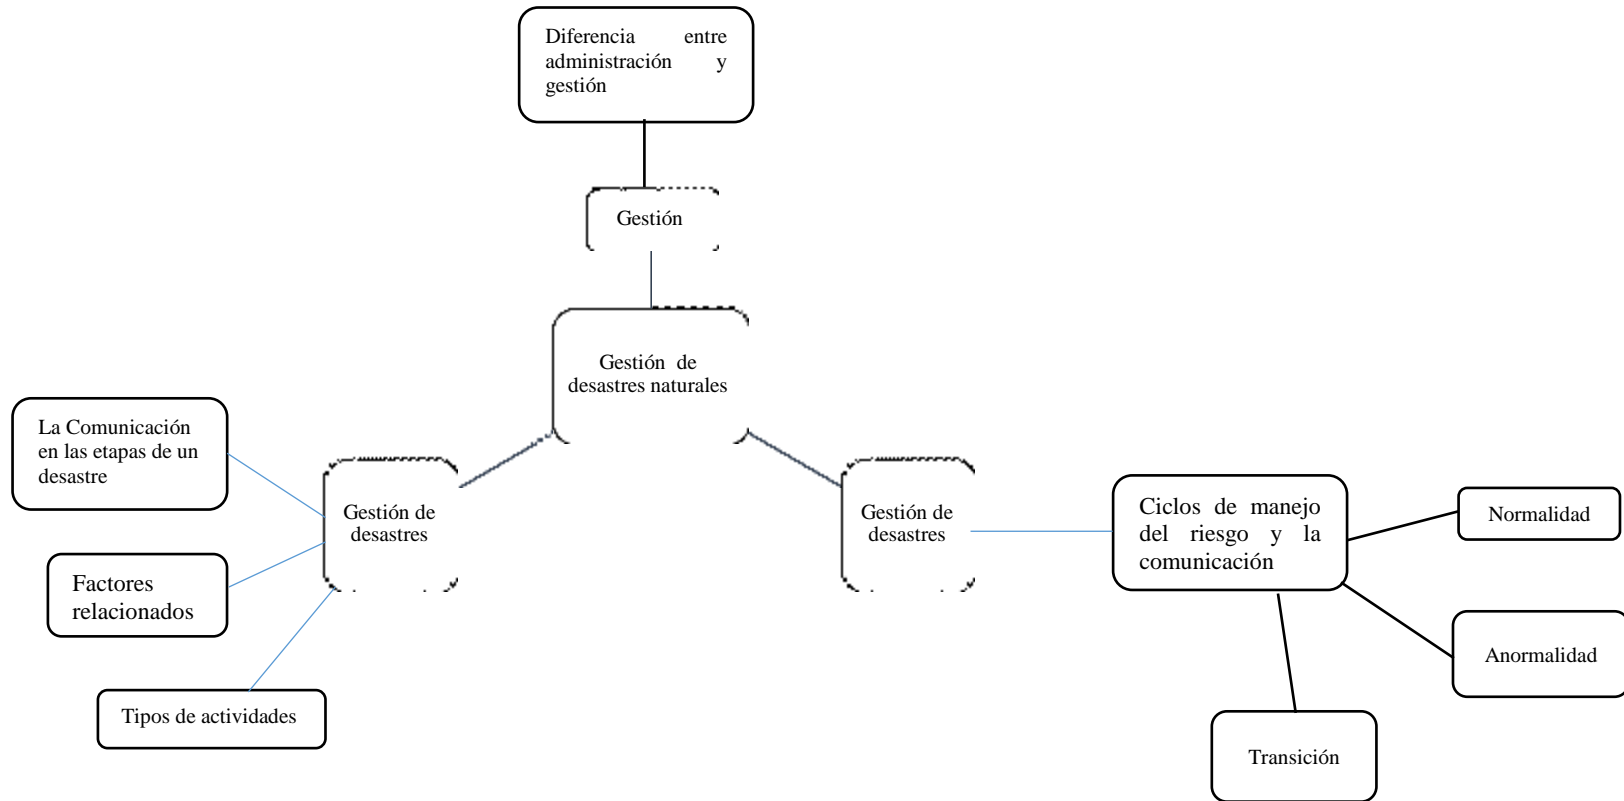 Diferencia entre
administración y
gestión
Gestión
Gestión de
desastres naturales
La Comunicación
en las etapas de un
desastre
Gestión de
desastres
Factores
relacionados
Tipos de actividades
Gestión de
desastres
Ciclos de manejo
del riesgo y la
comunicación
Normalidad
Anormalidad
Transición